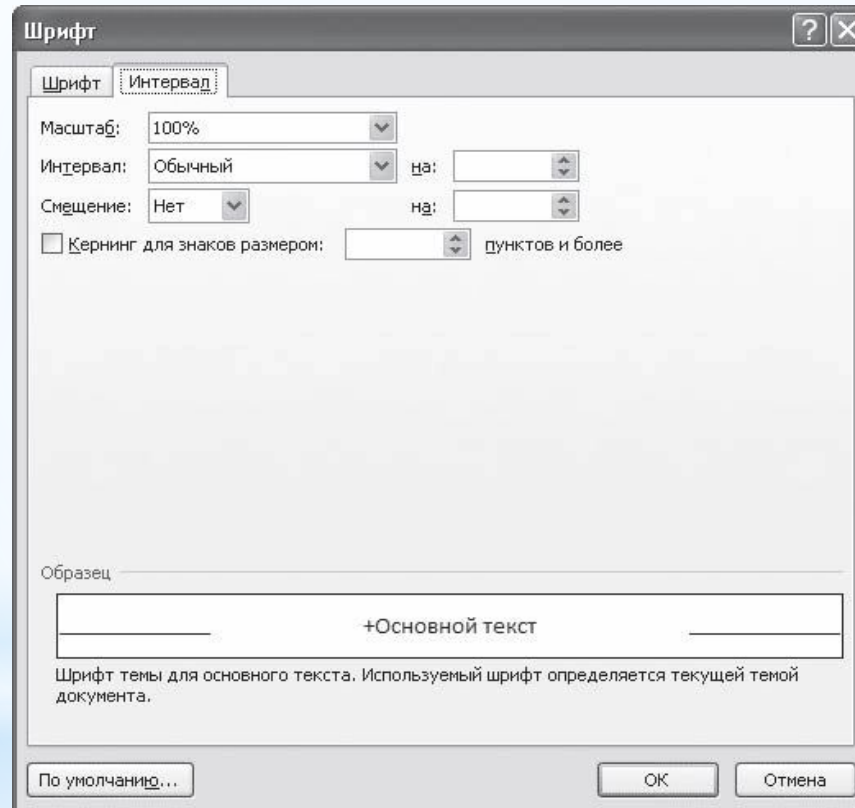 Шрифт
Шрифт Интервал
Масштаб: 100%
Интервал: Обычный на:
Смещение: Нет на:
Кернинг для знаков размером: пунктов и более
Образец
+Основной текст
Шрифт темы для основного текста. Используемый шрифт определяется текущей темой
документа.
По умолчанию... ОК Отмена